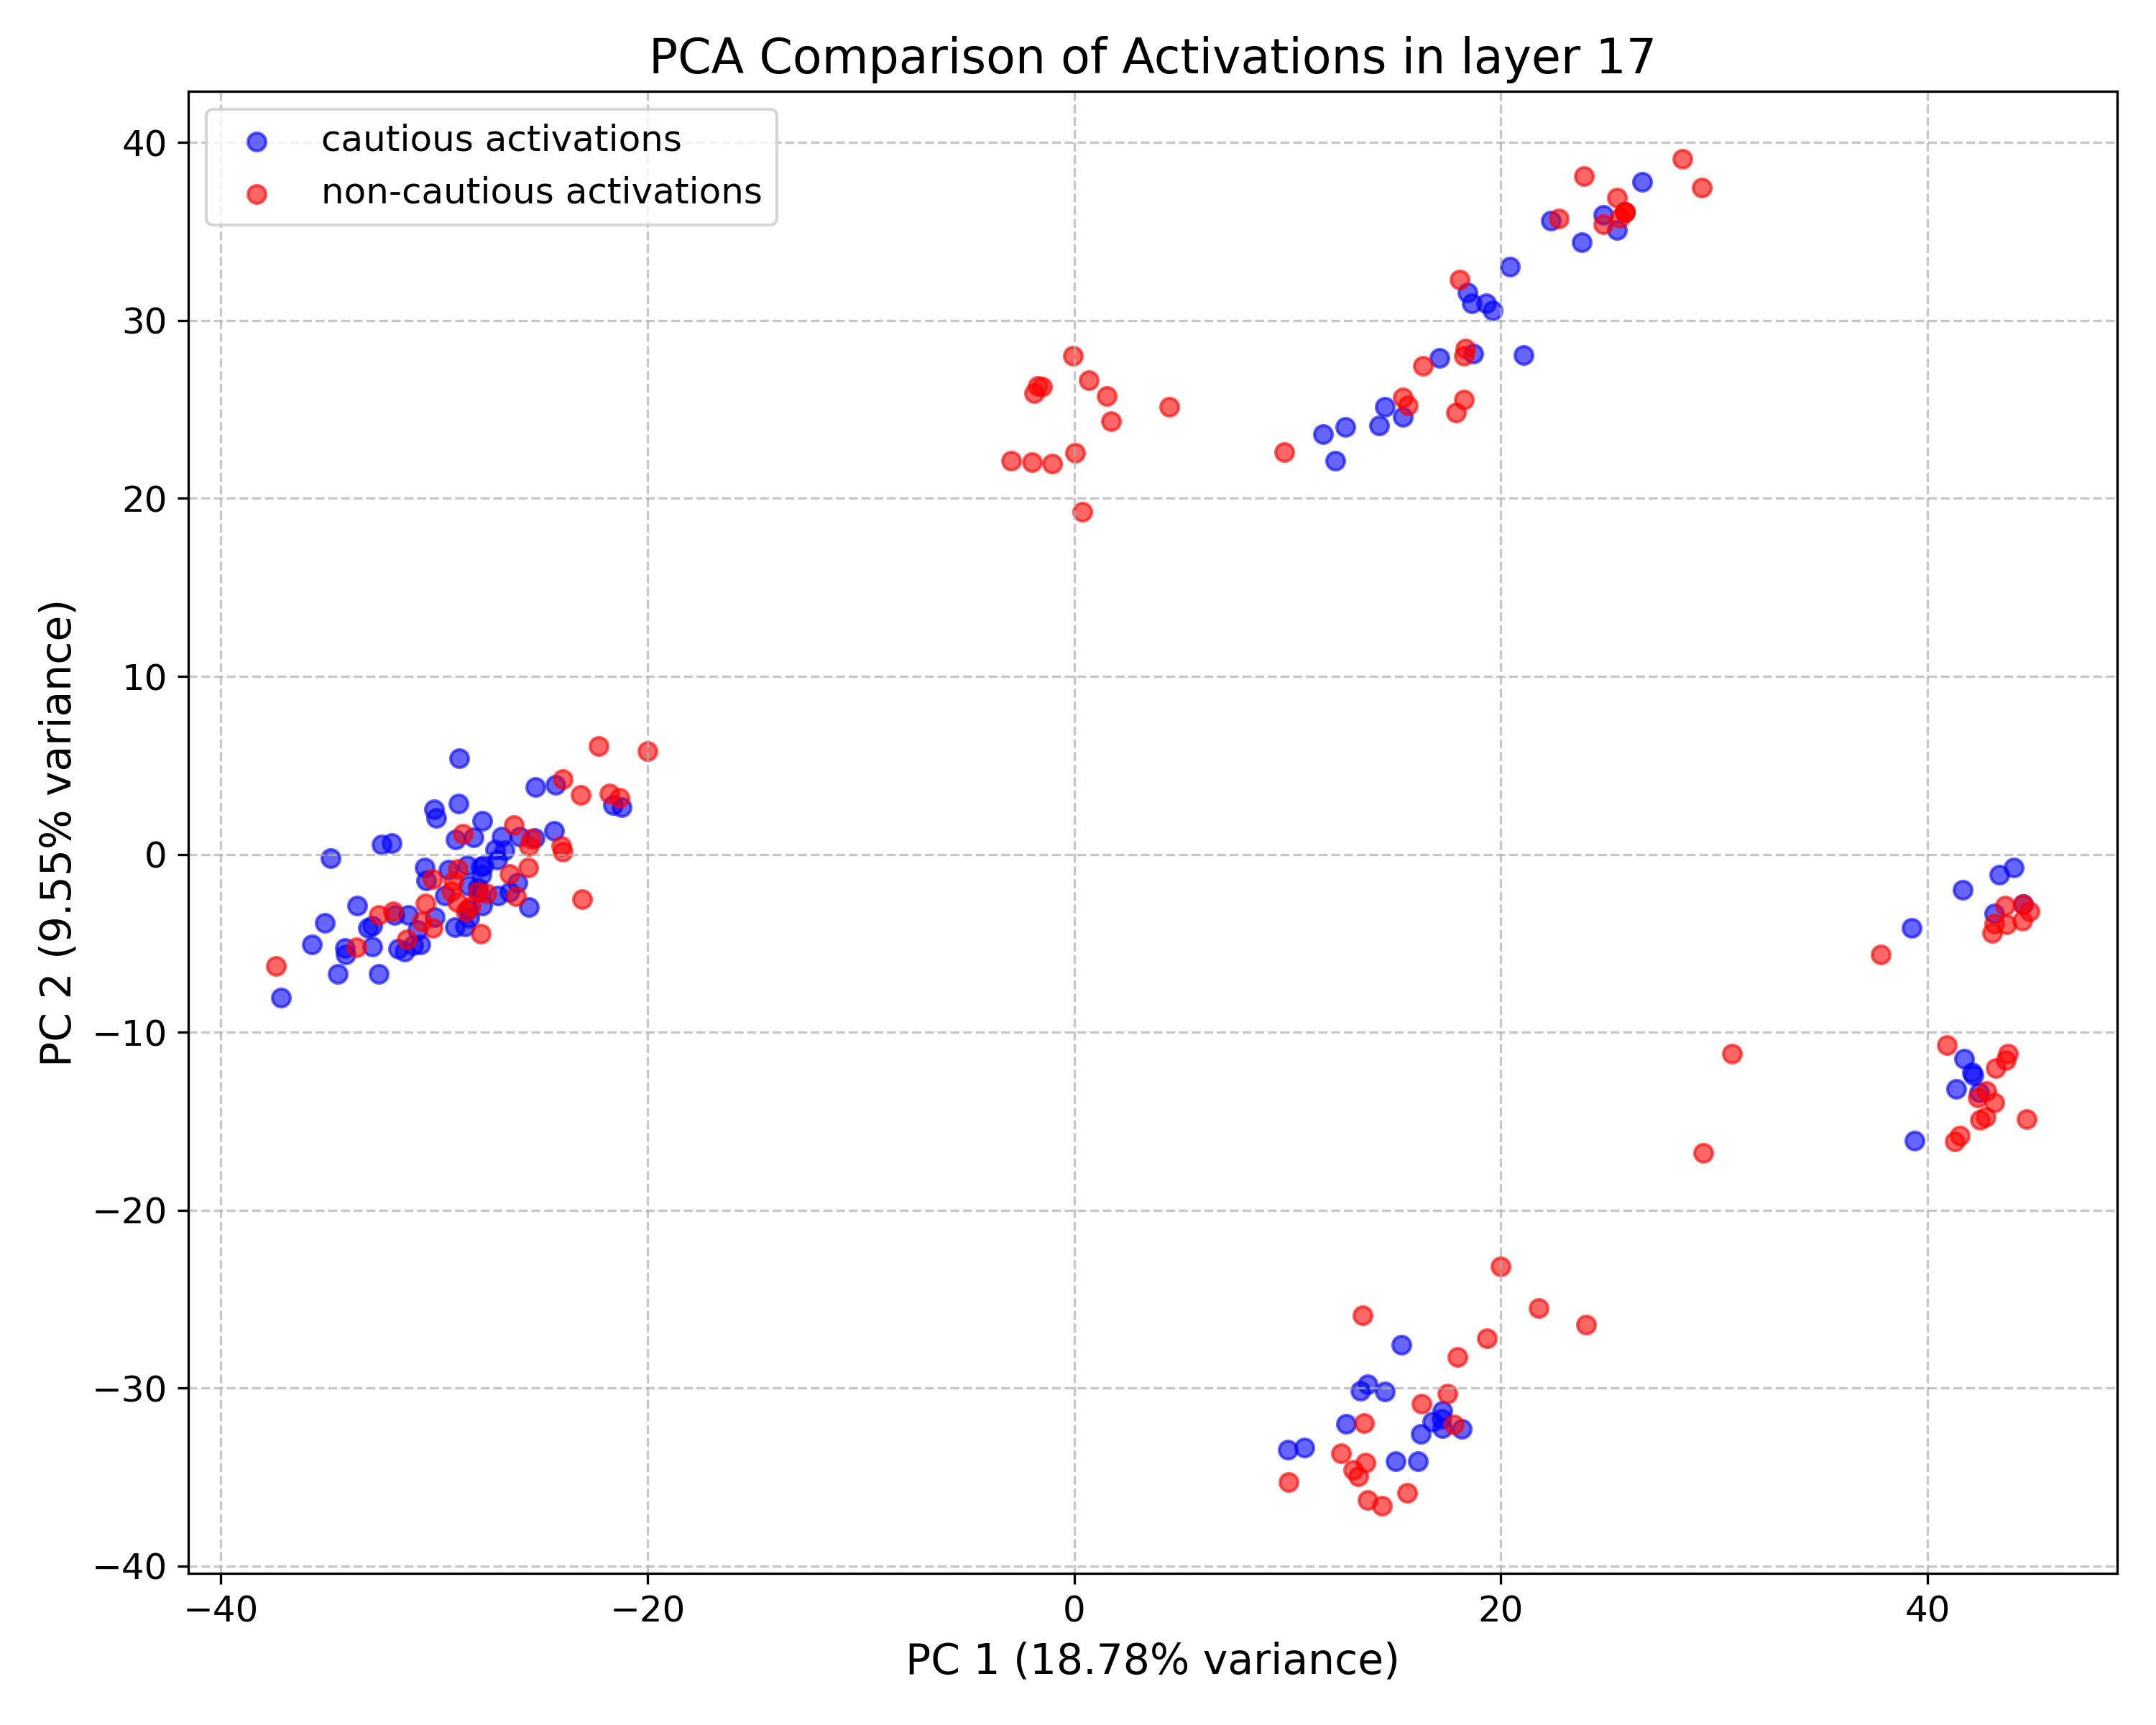 PCA Comparison of Activations in layer 17
cautious activations
non-cautious activations
40
30
20
10
0
−10
−20
−30
−40
PC 2 (9.55% variance)
−40 −20 0 20 40
PC 1 (18.78% variance)